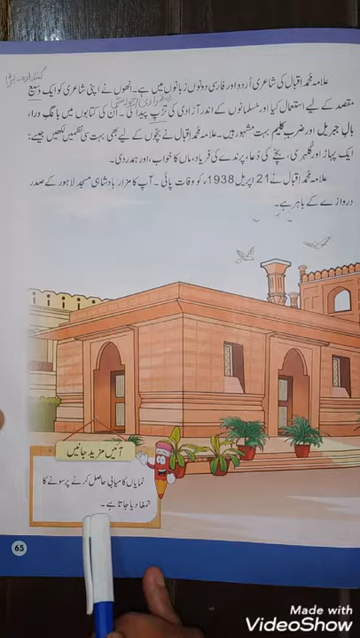 علامہ محمد اقبال کی شاعری اُردو اور فارسی دونوں زبانوں میں ہے۔ انھوں نے اپنی شاعری کو ایک وسیع
مقصد کے لیے استعمال کیا اور مسلمانوں کے اندر آزادی کی تڑپ پیدا کی۔ اُن کی کتابوں میں بانگِ درا،
بالِ جبریل اور ضربِ کلیم بہت مشہور ہیں۔ علامہ محمد اقبال نے بچّوں کے لیے بھی بہت سی نظمیں لکھیں جیسے:
ایک پہاڑ اور گلہری، بچّے کی دُعا، پرندے کی فریاد، ماں کا خواب، اور ہمدردی۔
علامہ محمد اقبال نے 21 اپریل 1938ء کو وفات پائی۔ آپ کا مزار بادشاہی مسجد لاہور کے صدر
دروازے کے باہر ہے۔
آئیں مزید جانیں
نمایاں کامیابی حاصل کرنے پر سونے کا
تمغا دیا جاتا ہے۔
65
Made with
VideoShow